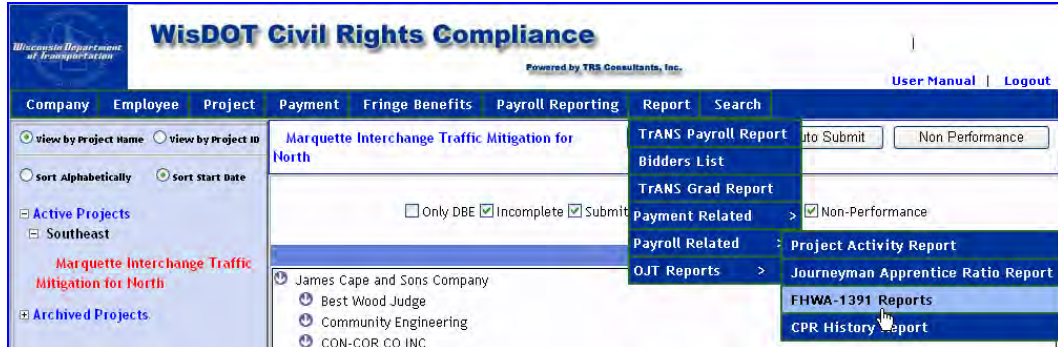 Wisconsin Department
of Transportation
WisDOT Civil Rights Compliance
Powered by TRS Consultants, Inc.
User Manual | Logout
Company Employee Project Payment Fringe Benefits Payroll Reporting Report Search
View by Project Name View by Project ID
Sort Alphabetically Sort Start Date
Active Projects
Southeast
Marquette Interchange Traffic
Mitigation for North
Archived Projects
Marquette Interchange Traffic Mitigation for
North
uto Submit Non Performance
Only DBE Incomplete Submit Non-Performance
James Cape and Sons Company
Best Wood Judge
Community Engineering
CON-COR CO INC
TrANS Payroll Report
Bidders List
TrANS Grad Report
Payment Related >
Payroll Related >
OJT Reports >
Project Activity Report
Journeyman Apprentice Ratio Report
FHWA-1391 Reports
CPR History Report